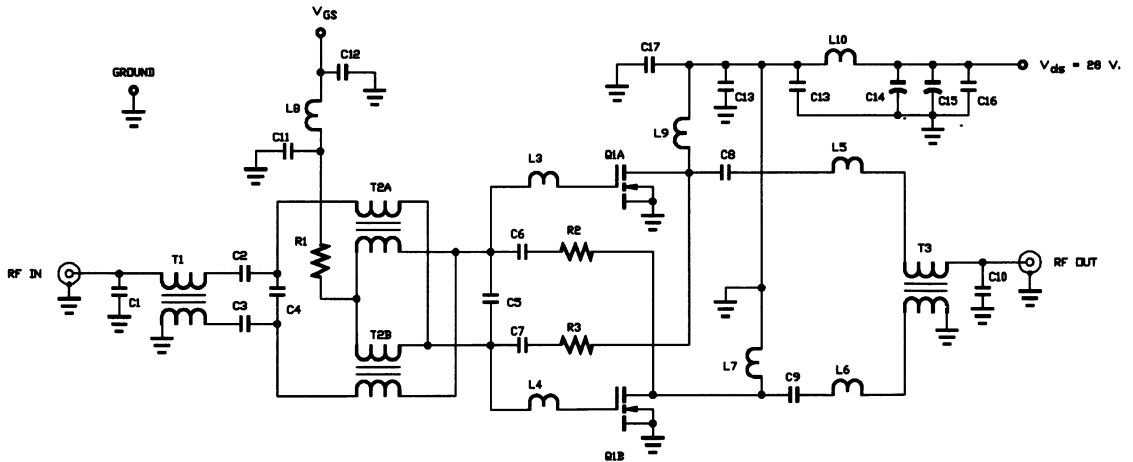 V_GS
C12
GROUND
L8
C11
C17
L10
V_ds = 28 V.
C13
C13
C14
C15
C16
L9
L3
Q1A
C8
L5
T2A
R1
C6
R2
RF IN
T1
C2
C1
C3
C4
C5
T3
C10
RF OUT
T2B
C7
R3
L7
L4
C9
L6
Q1B